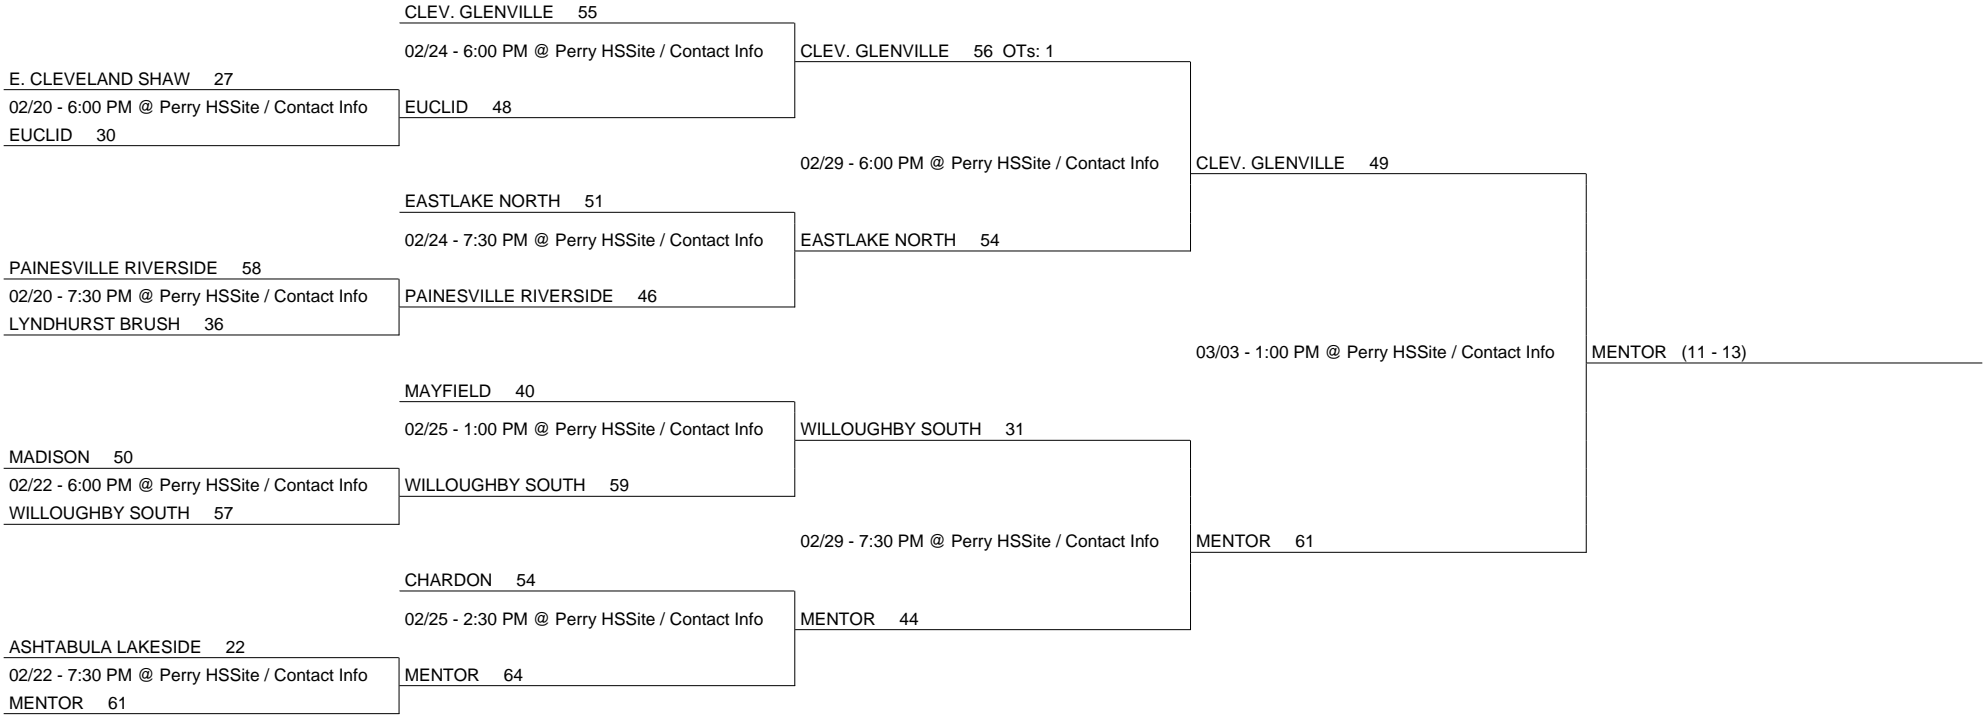 CLEV. GLENVILLE 55
02/24 - 6:00 PM @ Perry HSSite / Contact Info
CLEV. GLENVILLE 56 OTs: 1
E. CLEVELAND SHAW 27
02/20 - 6:00 PM @ Perry HSSite / Contact Info
EUCLID 48
EUCLID 30
02/29 - 6:00 PM @ Perry HSSite / Contact Info
CLEV. GLENVILLE 49
EASTLAKE NORTH 51
02/24 - 7:30 PM @ Perry HSSite / Contact Info
EASTLAKE NORTH 54
PAINESVILLE RIVERSIDE 58
02/20 - 7:30 PM @ Perry HSSite / Contact Info
PAINESVILLE RIVERSIDE 46
LYNDHURST BRUSH 36
03/03 - 1:00 PM @ Perry HSSite / Contact Info
MENTOR (11 - 13)
MAYFIELD 40
02/25 - 1:00 PM @ Perry HSSite / Contact Info
WILLOUGHBY SOUTH 31
MADISON 50
02/22 - 6:00 PM @ Perry HSSite / Contact Info
WILLOUGHBY SOUTH 59
WILLOUGHBY SOUTH 57
02/29 - 7:30 PM @ Perry HSSite / Contact Info
MENTOR 61
CHARDON 54
02/25 - 2:30 PM @ Perry HSSite / Contact Info
MENTOR 44
ASHTABULA LAKESIDE 22
02/22 - 7:30 PM @ Perry HSSite / Contact Info
MENTOR 64
MENTOR 61